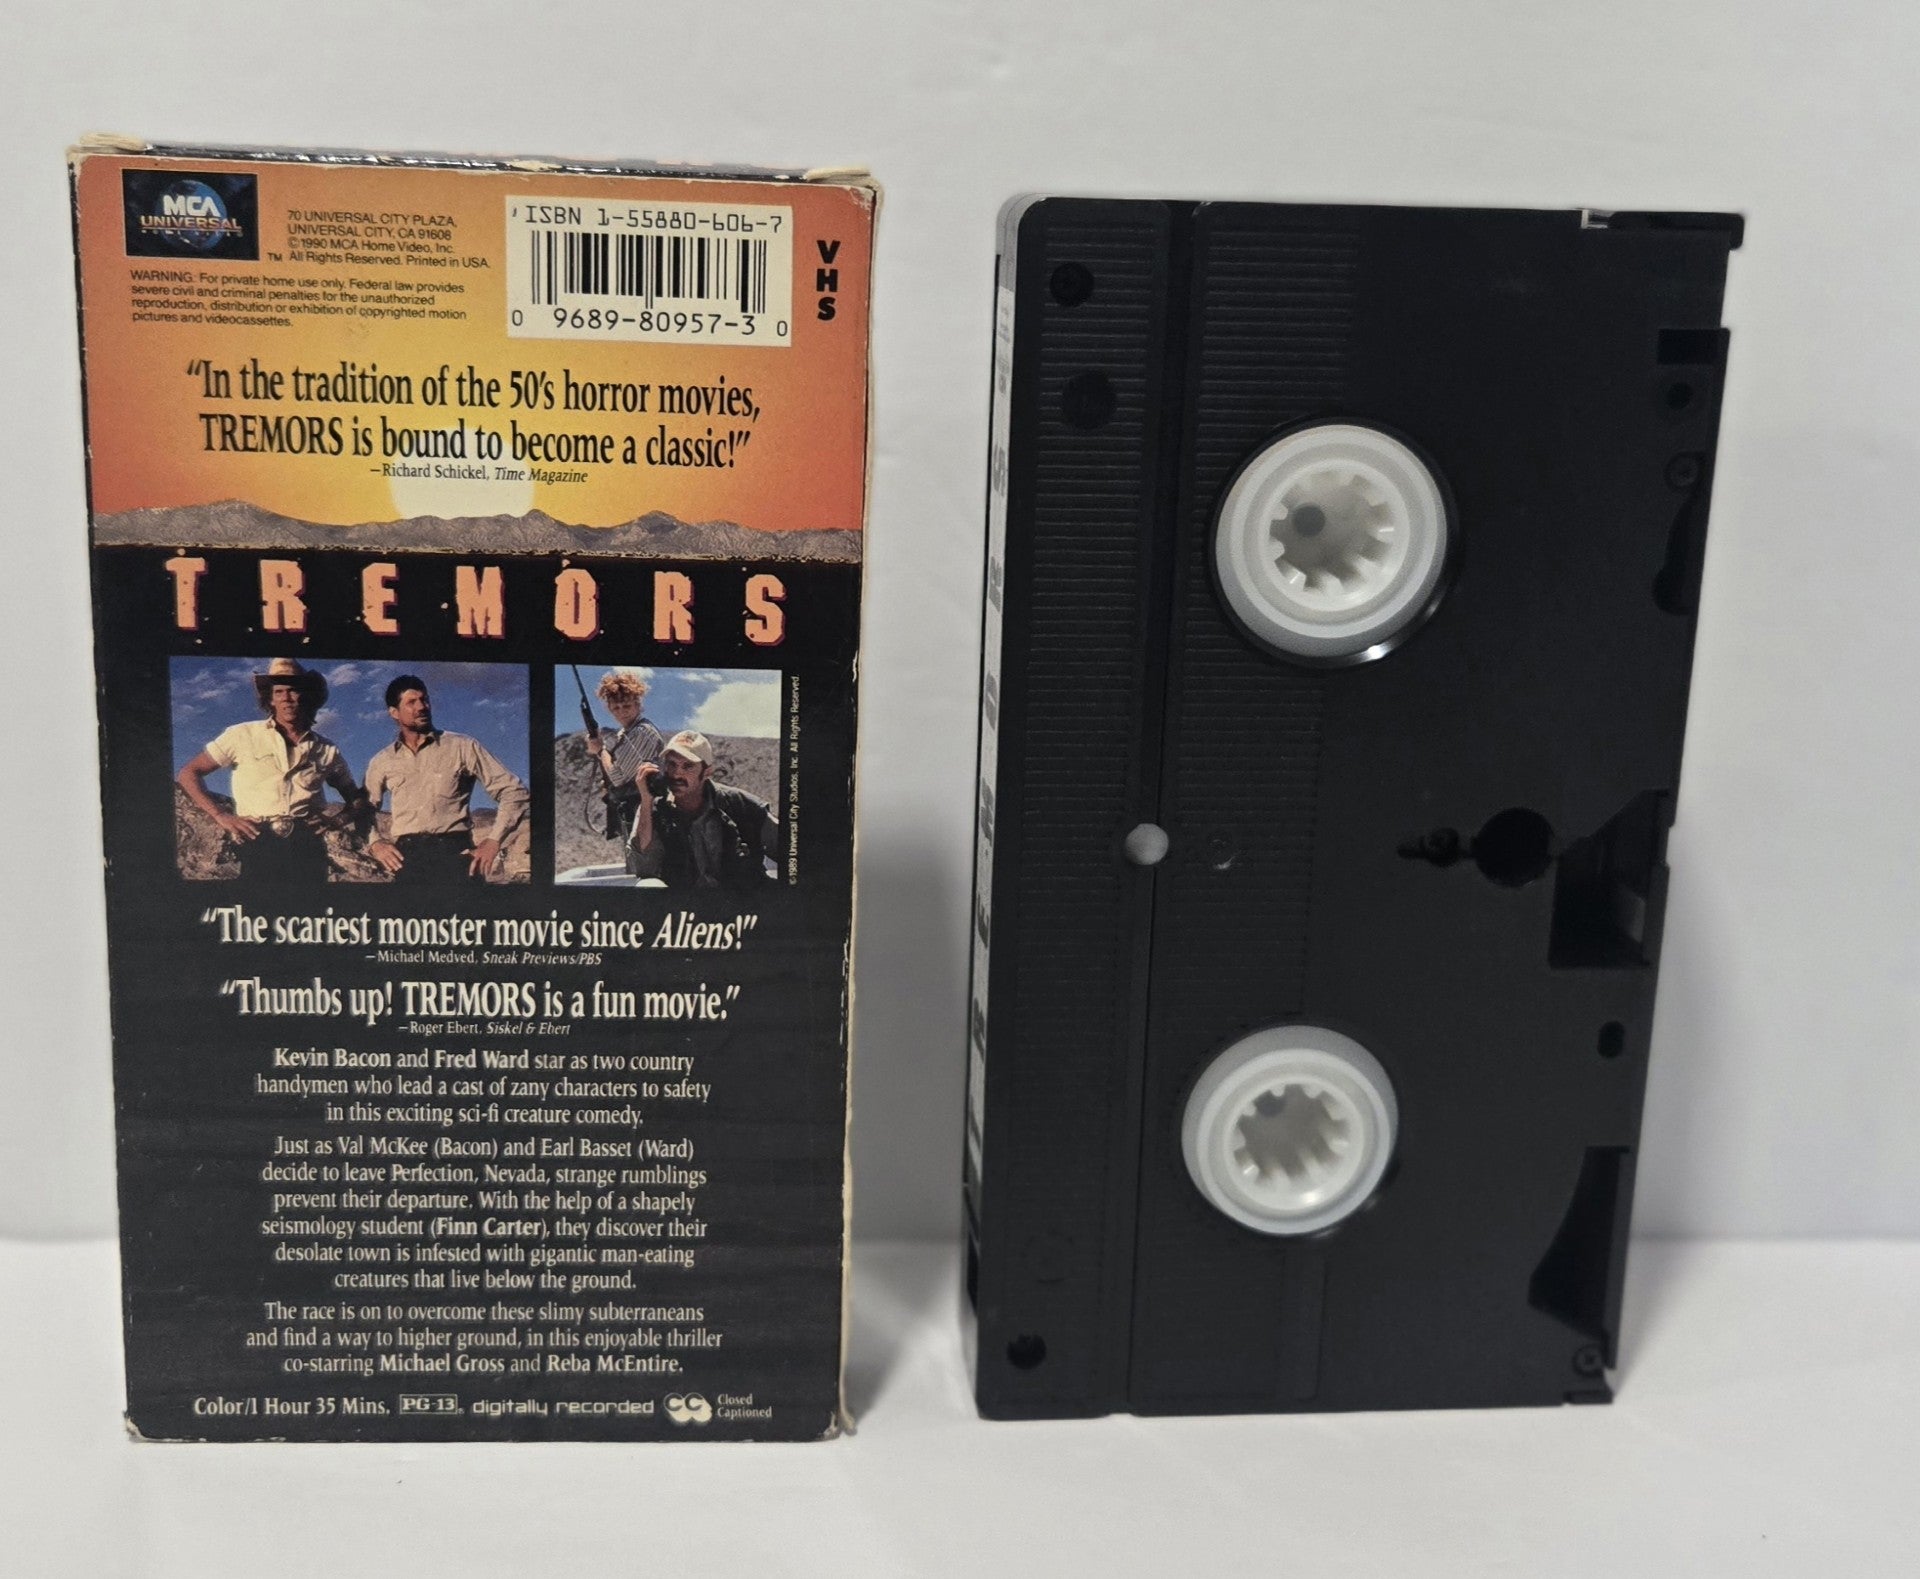 MCA
UNIVERSAL
HOME VIDEO
70 UNIVERSAL CITY PLAZA,
UNIVERSAL CITY, CA 91608
©1990 MCA Home Video, Inc.
TM All Rights Reserved. Printed in USA.
WARNING: For private home use only. Federal law provides
severe civil and criminal penalties for the unauthorized
reproduction, distribution or exhibition of copyrighted motion
pictures and videocassettes.
ISBN 1-55880-606-7
0 9689-80957-3 0
VHS
“In the tradition of the 50's horror movies,
TREMORS is bound to become a classic!”
—Richard Schickel, Time Magazine
TREMORS
©1989 Universal City Studios, Inc. All Rights Reserved
“The scariest monster movie since Aliens!”
—Michael Medved, Sneak Previews/PBS
“Thumbs up! TREMORS is a fun movie.”
—Roger Ebert, Siskel & Ebert
Kevin Bacon and Fred Ward star as two country
handymen who lead a cast of zany characters to safety
in this exciting sci-fi creature comedy.
Just as Val McKee (Bacon) and Earl Basset (Ward)
decide to leave Perfection, Nevada, strange rumblings
prevent their departure. With the help of a shapely
seismology student (Finn Carter), they discover their
desolate town is infested with gigantic man-eating
creatures that live below the ground.
The race is on to overcome these slimy subterraneans
and find a way to higher ground, in this enjoyable thriller
co-starring Michael Gross and Reba McEntire.
Color/1 Hour 35 Mins. PG-13 digitally recorded CC Closed
Captioned